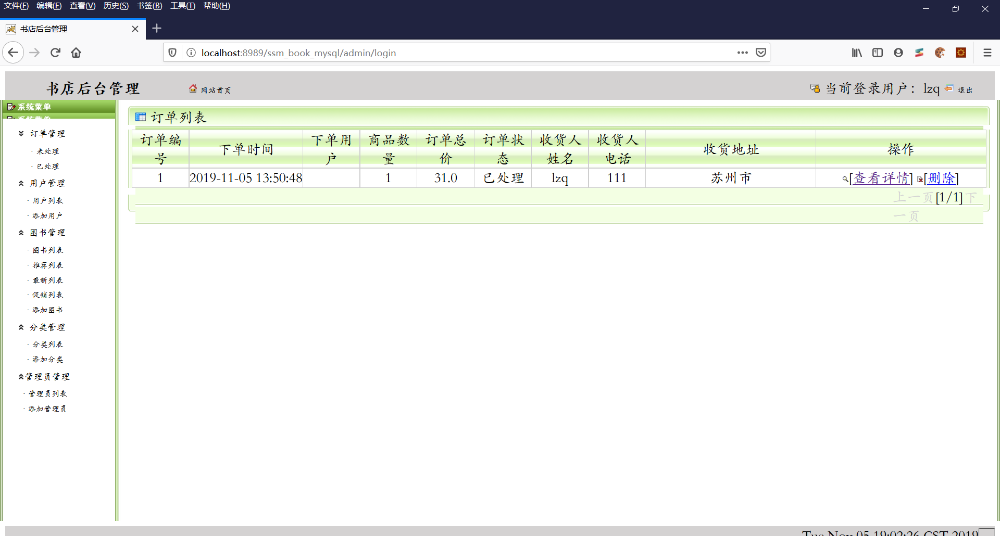 文件(F) 编辑(E) 查看(V) 历史(S) 书签(B) 工具(T) 帮助(H)
书店后台管理
localhost:8989/ssm_book_mysql/admin/login
书店后台管理 网站首页 当前登录用户：lzq 退出
系统菜单
订单管理
· 未处理
· 已处理
用户管理
· 用户列表
· 添加用户
图书管理
· 图书列表
· 推荐列表
· 最新列表
· 促销列表
· 添加图书
分类管理
· 分类列表
· 添加分类
管理员管理
· 管理员列表
· 添加管理员
订单列表
订单编号 下单时间 下单用户 商品数量 订单总价 订单状态 收货人姓名 收货人电话 收货地址 操作
1 2019-11-05 13:50:48 1 31.0 已处理 lzq 111 苏州市 [查看详情] [删除]
上一页[1/1]下
一页
Tue Nov 05 19:02:26 CST 2019